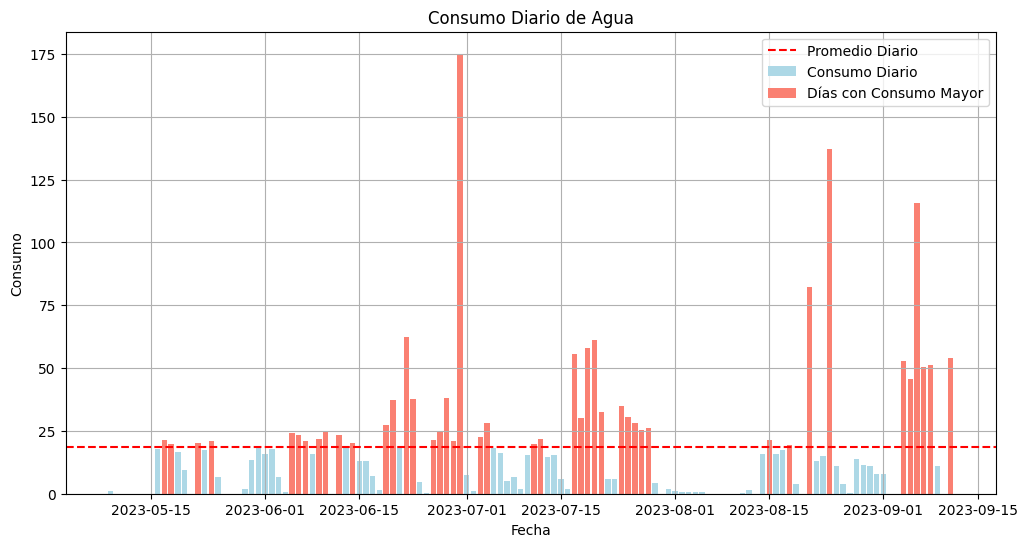 Consumo Diario de Agua
Promedio Diario
Consumo Diario
Días con Consumo Mayor
175
150
125
100
75
50
25
0
Consumo
2023-05-15
2023-06-01
2023-06-15
2023-07-01
2023-07-15
2023-08-01
2023-08-15
2023-09-01
2023-09-15
Fecha